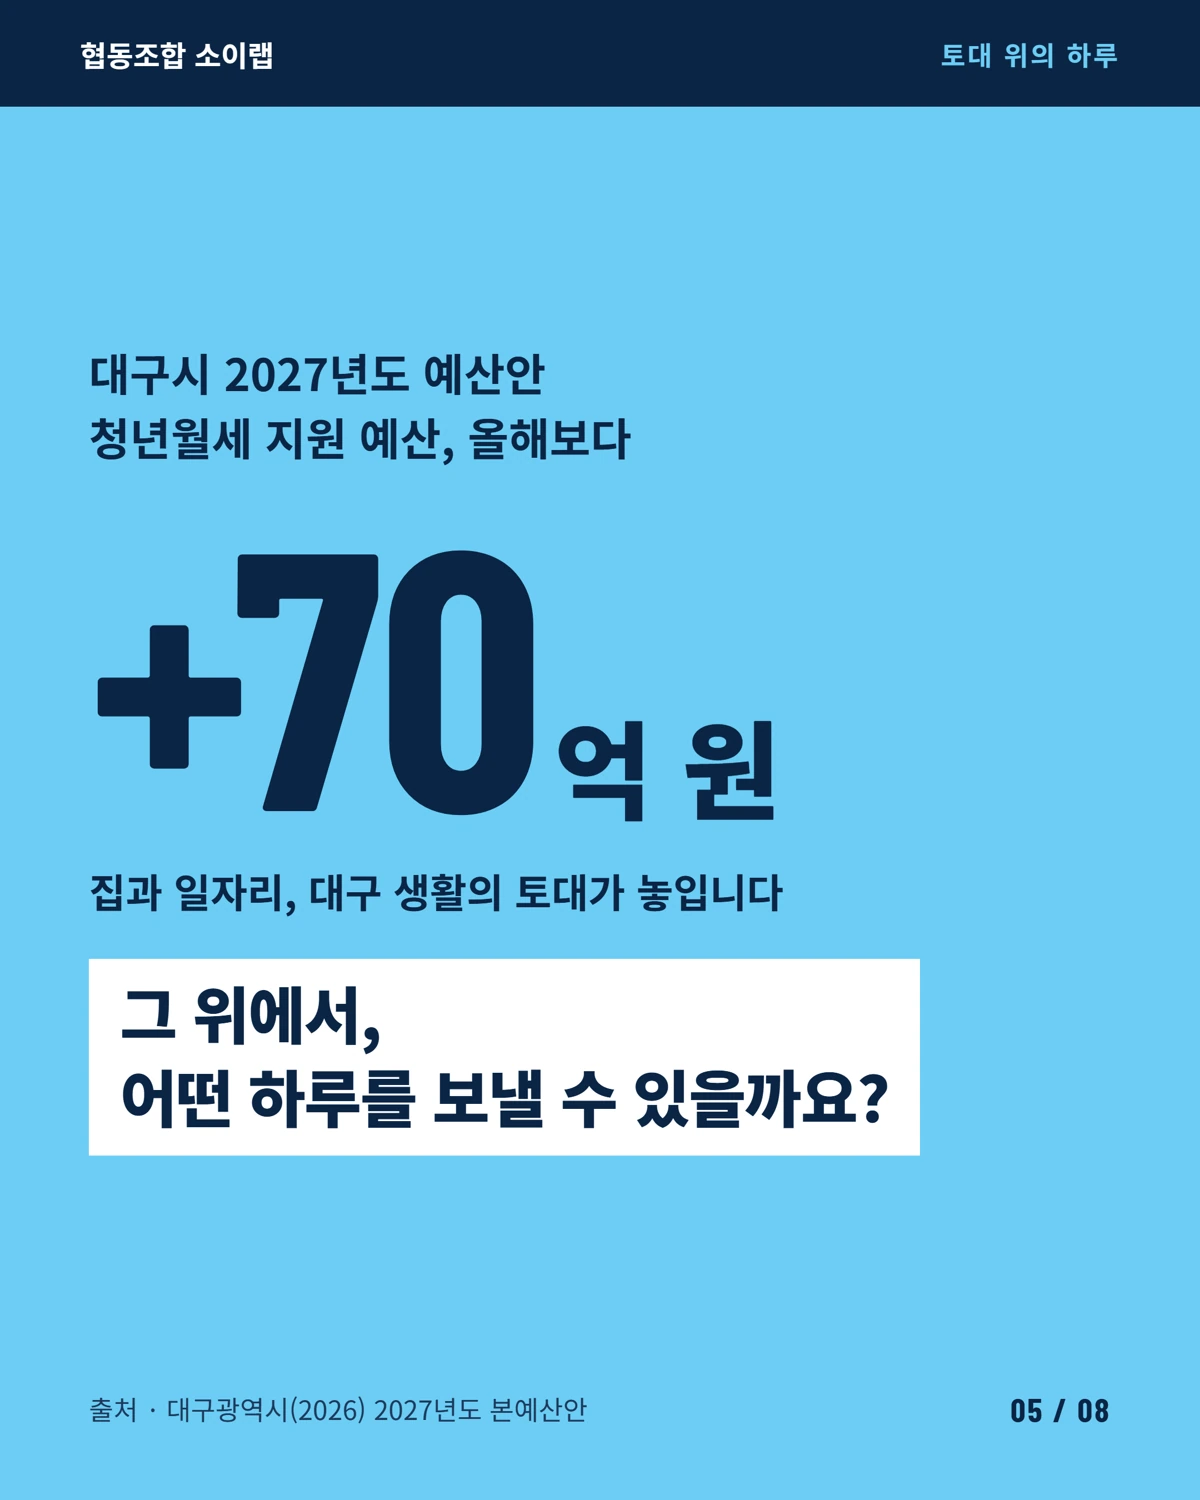 협동조합 소이랩
토대 위의 하루
대구시 2027년도 예산안
청년월세 지원 예산, 올해보다
+70억 원
집과 일자리, 대구 생활의 토대가 놓입니다
그 위에서,
어떤 하루를 보낼 수 있을까요?
출처 · 대구광역시(2026) 2027년도 본예산안
05 / 08